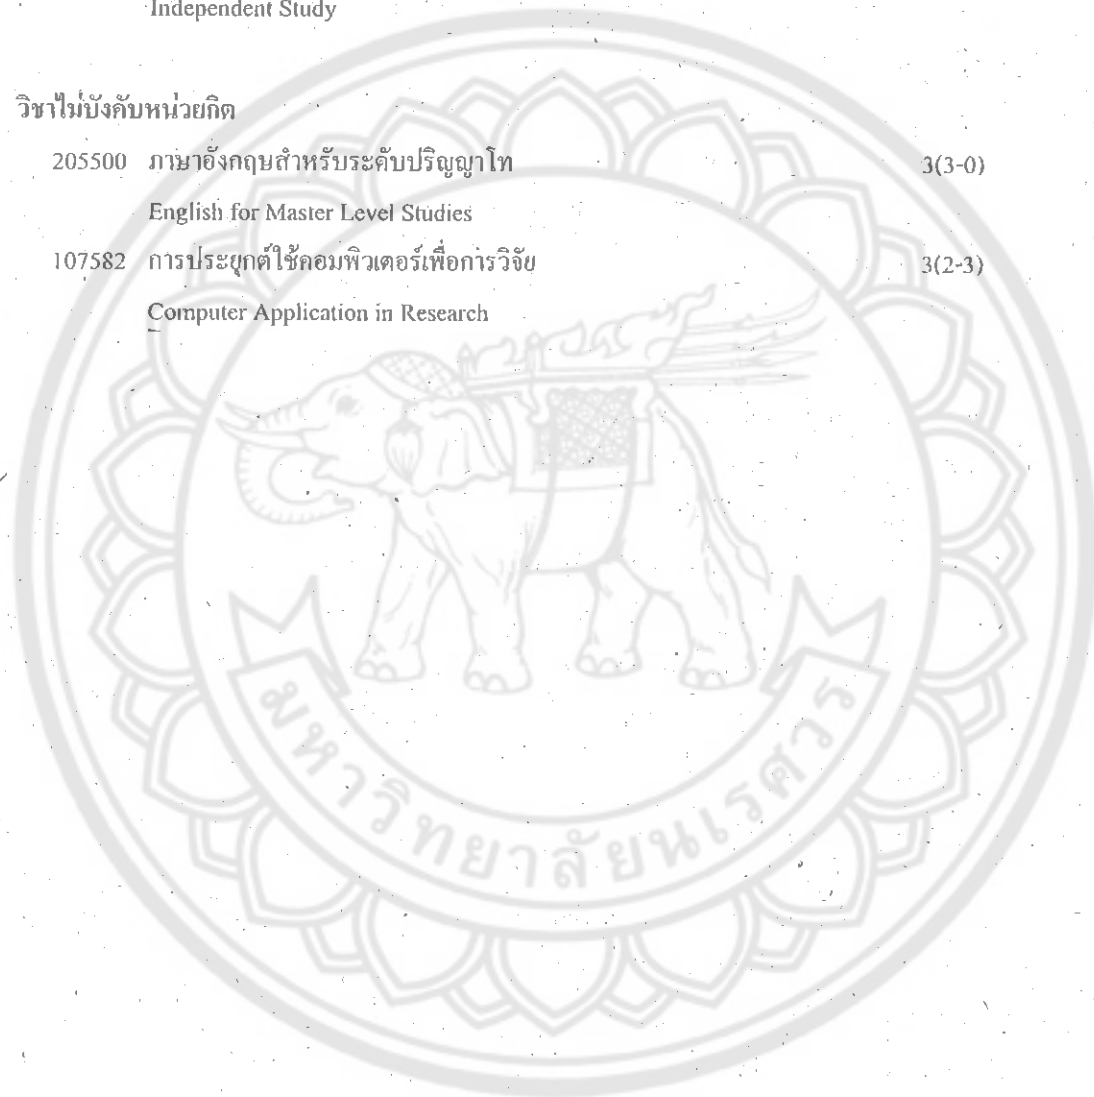 Independent Study
วิชาไม่บังคับหน่วยกิต
205500 ภาษาอังกฤษสำหรับระดับปริญญาโท 3(3-0)
English for Master Level Studies
107582 การประยุกต์ใช้คอมพิวเตอร์เพื่อการวิจัย 3(2-3)
Computer Application in Research
มหาวิทยาลัยนเรศวร